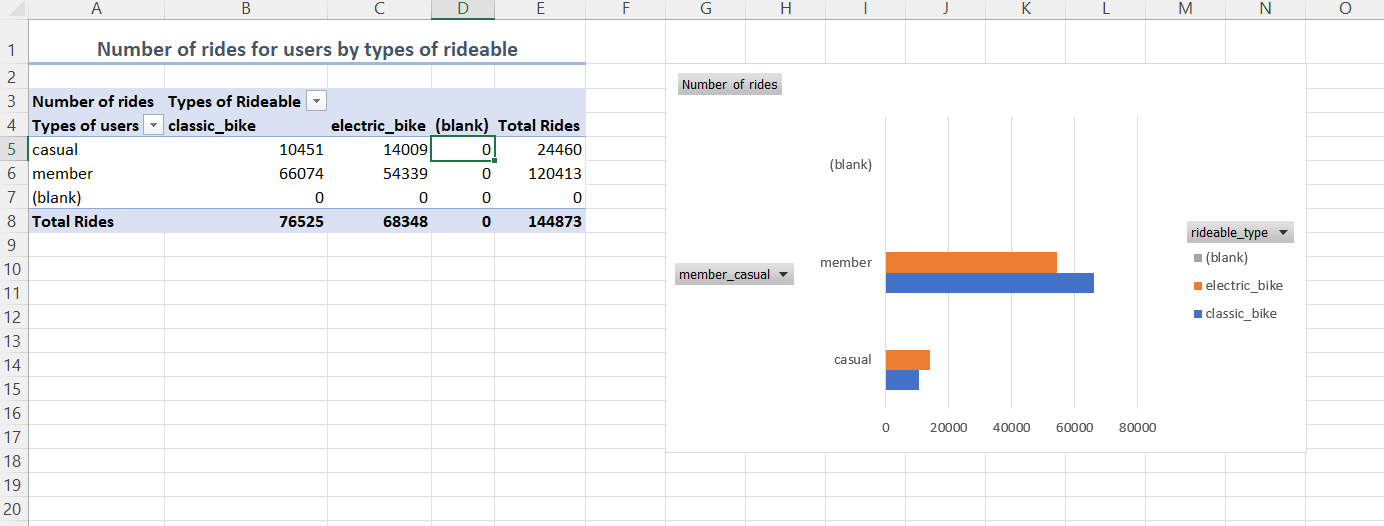 A B C D E F G H I J K L M N O
1 Number of rides for users by types of rideable
2
3 Number of rides Types of Rideable
4 Types of users classic_bike electric_bike (blank) Total Rides
5 casual 10451 14009 0 24460
6 member 66074 54339 0 120413
7 (blank) 0 0 0 0
8 Total Rides 76525 68348 0 144873
9
10
11
12
13
14
15
16
17
18
19
20
Number of rides
(blank)
member
casual
member_casual
0 20000 40000 60000 80000
rideable_type
(blank)
electric_bike
classic_bike